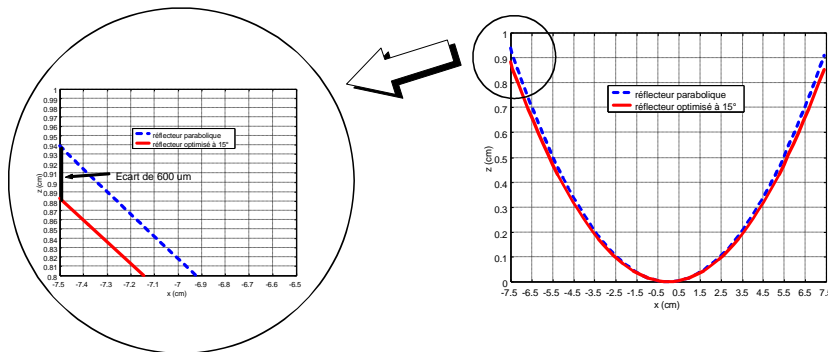 1
0.99
0.98
0.97
0.96
0.95
0.94
0.93
0.92
0.91
0.9
0.89
0.88
0.87
0.86
0.85
0.84
0.83
0.82
0.81
0.8
z (cm)
réflecteur parabolique
réflecteur optimisé à 15°
Ecart de 600 um
-7.5 -7.4 -7.3 -7.2 -7.1 -7 -6.9 -6.8 -6.7 -6.6 -6.5
x (cm)
1
0.9
0.8
0.7
0.6
0.5
0.4
0.3
0.2
0.1
0
z (cm)
réflecteur parabolique
réflecteur optimisé à 15°
-7.5 -6.5 -5.5 -4.5 -3.5 -2.5 -1.5 -0.5 0.5 1.5 2.5 3.5 4.5 5.5 6.5 7.5
x (cm)